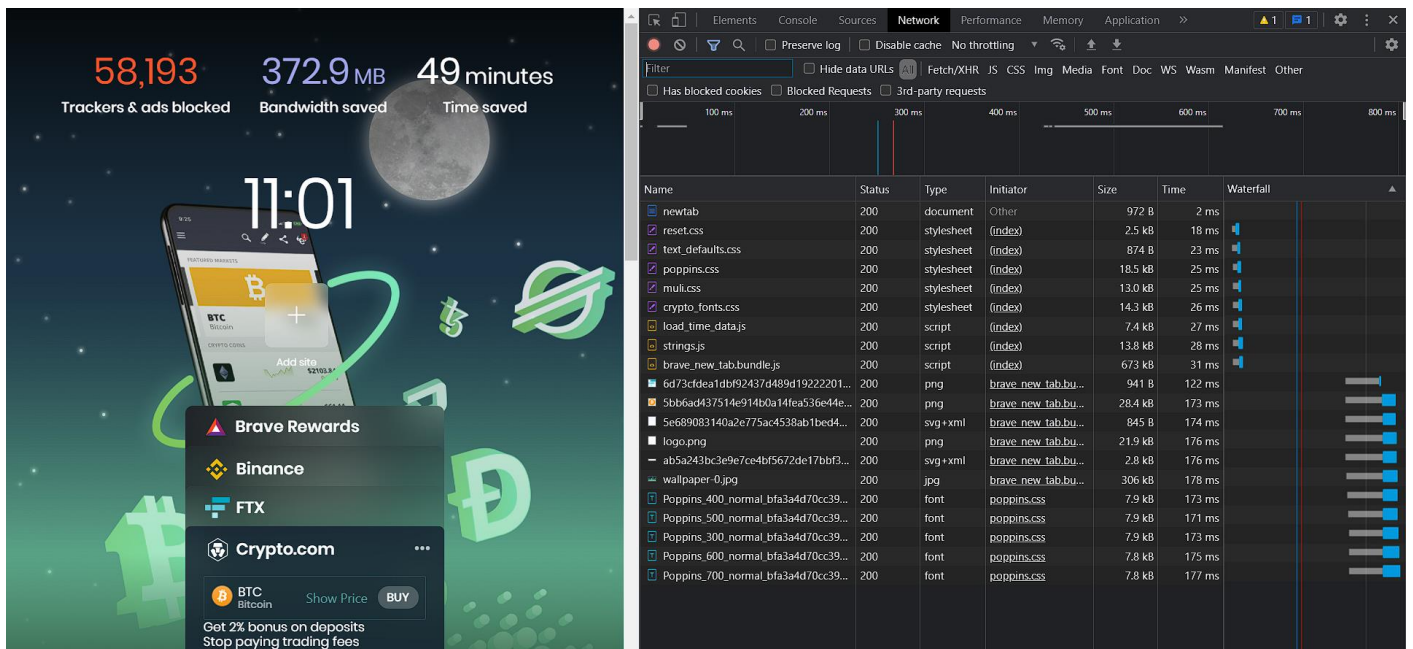 58,193 372.9 MB 49 minutes
Trackers & ads blocked Bandwidth saved Time saved
11:01
FEATURED MARKETS
BTC
Bitcoin
CRYPTO COINS
Add site
Brave Rewards
Binance
FTX
Crypto.com
BTC
Bitcoin
Show Price BUY
Get 2% bonus on deposits
Stop paying trading fees
Elements Console Sources Network Performance Memory Application » 1 1
Preserve log Disable cache No throttling
Filter Hide data URLs All Fetch/XHR JS CSS Img Media Font Doc WS Wasm Manifest Other
Has blocked cookies Blocked Requests 3rd-party requests
100 ms 200 ms 300 ms 400 ms 500 ms 600 ms 700 ms 800 ms
Name Status Type Initiator Size Time Waterfall
newtab 200 document Other 972 B 2 ms
reset.css 200 stylesheet (index) 2.5 kB 18 ms
text_defaults.css 200 stylesheet (index) 874 B 23 ms
poppins.css 200 stylesheet (index) 18.5 kB 25 ms
muli.css 200 stylesheet (index) 13.0 kB 25 ms
crypto_fonts.css 200 stylesheet (index) 14.3 kB 26 ms
load_time_data.js 200 script (index) 7.4 kB 27 ms
strings.js 200 script (index) 13.8 kB 28 ms
brave_new_tab.bundle.js 200 script (index) 673 kB 31 ms
6d73cfdea1dbf92437d489d19222201... 200 png brave_new_tab.bu... 941 B 122 ms
5bb6ad437514e914b0a14fea536e44e... 200 png brave_new_tab.bu... 28.4 kB 173 ms
5e689083140a2e775ac4538ab1bed4... 200 svg+xml brave_new_tab.bu... 845 B 174 ms
logo.png 200 png brave_new_tab.bu... 21.9 kB 176 ms
ab5a243bc3e9e7ce4bf5672de17bbf3... 200 svg+xml brave_new_tab.bu... 2.8 kB 176 ms
wallpaper-0.jpg 200 jpg brave_new_tab.bu... 306 kB 178 ms
Poppins_400_normal_bfa3a4d70cc39... 200 font poppins.css 7.9 kB 173 ms
Poppins_500_normal_bfa3a4d70cc39... 200 font poppins.css 7.9 kB 171 ms
Poppins_300_normal_bfa3a4d70cc39... 200 font poppins.css 7.9 kB 173 ms
Poppins_600_normal_bfa3a4d70cc39... 200 font poppins.css 7.8 kB 175 ms
Poppins_700_normal_bfa3a4d70cc39... 200 font poppins.css 7.8 kB 177 ms